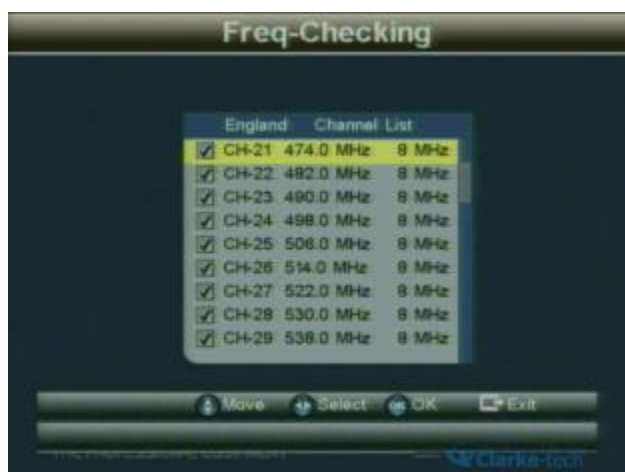 Freq-Checking
England Channel List
CH-21 474.0 MHz 8 MHz
CH-22 482.0 MHz 8 MHz
CH-23 490.0 MHz 8 MHz
CH-24 498.0 MHz 8 MHz
CH-25 506.0 MHz 8 MHz
CH-26 514.0 MHz 8 MHz
CH-27 522.0 MHz 8 MHz
CH-28 530.0 MHz 8 MHz
CH-29 538.0 MHz 8 MHz
Move Select OK OK Exit
Clarke-tech